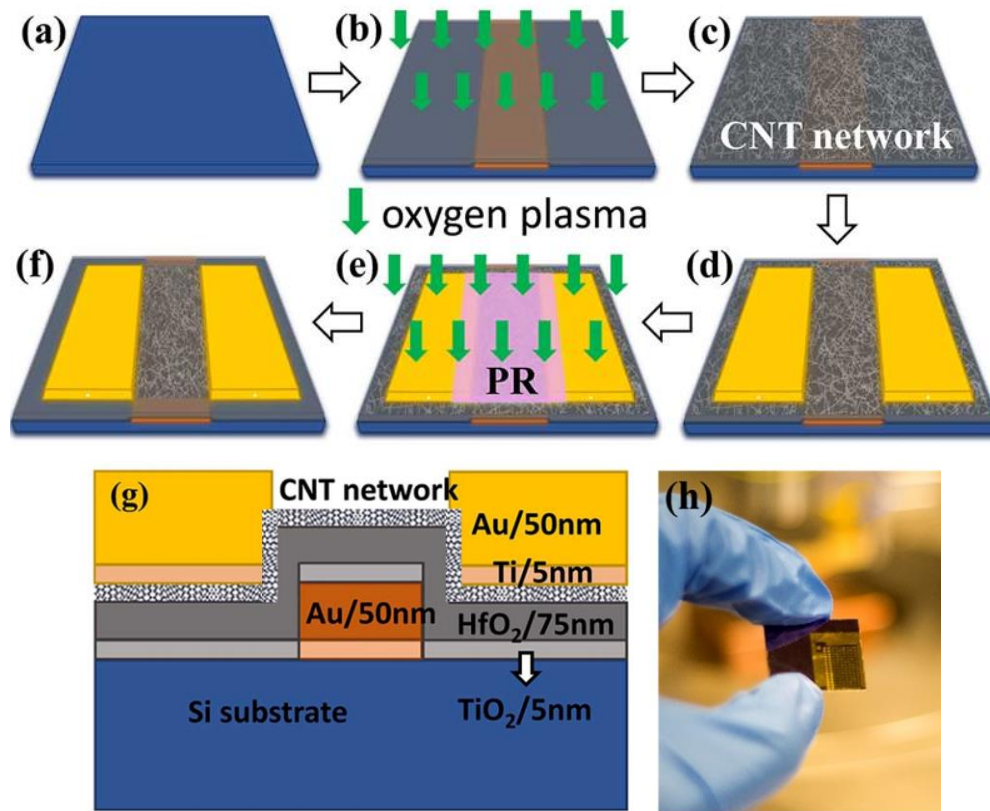 (a)
(b)
(c)
CNT network
oxygen plasma
(f)
(e)
(d)
PR
(g)
CNT network
(h)
Au/50nm
Ti/5nm
Au/50nm
HfO₂/75nm
Si substrate
TiO₂/5nm